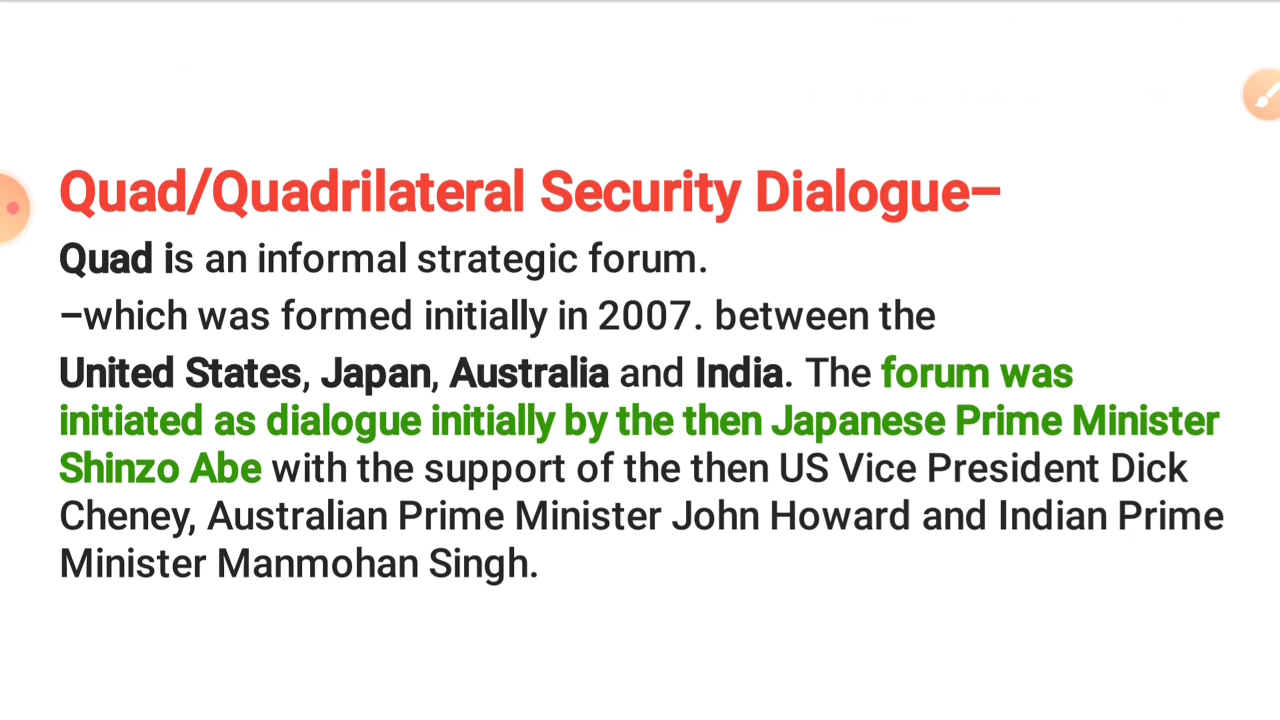 Quad/Quadrilateral Security Dialogue–
Quad is an informal strategic forum.
–which was formed initially in 2007. between the
United States, Japan, Australia and India. The forum was
initiated as dialogue initially by the then Japanese Prime Minister
Shinzo Abe with the support of the then US Vice President Dick
Cheney, Australian Prime Minister John Howard and Indian Prime
Minister Manmohan Singh.